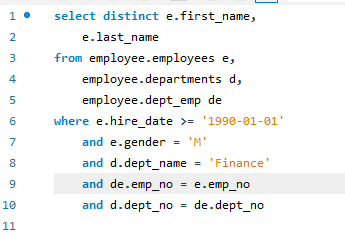 1 select distinct e.first_name,
2 e.last_name
3 from employee.employees e,
4 employee.departments d,
5 employee.dept_emp de
6 where e.hire_date >= '1990-01-01'
7 and e.gender = 'M'
8 and d.dept_name = 'Finance'
9 and de.emp_no = e.emp_no
10 and d.dept_no = de.dept_no
11